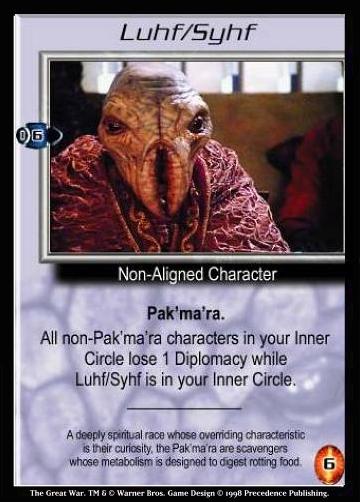 Luhf/Syhf
6
Non-Aligned Character
Pak'ma'ra.
All non-Pak'ma'ra characters in your Inner
Circle lose 1 Diplomacy while
Luhf/Syhf is in your Inner Circle.
A deeply spiritual race whose overriding characteristic
is their curiosity, the Pak'ma'ra are scavengers
whose metabolism is designed to digest rotting food.
6
The Great War. TM & © Warner Bros. Game Design © 1998 Precedence Publishing.